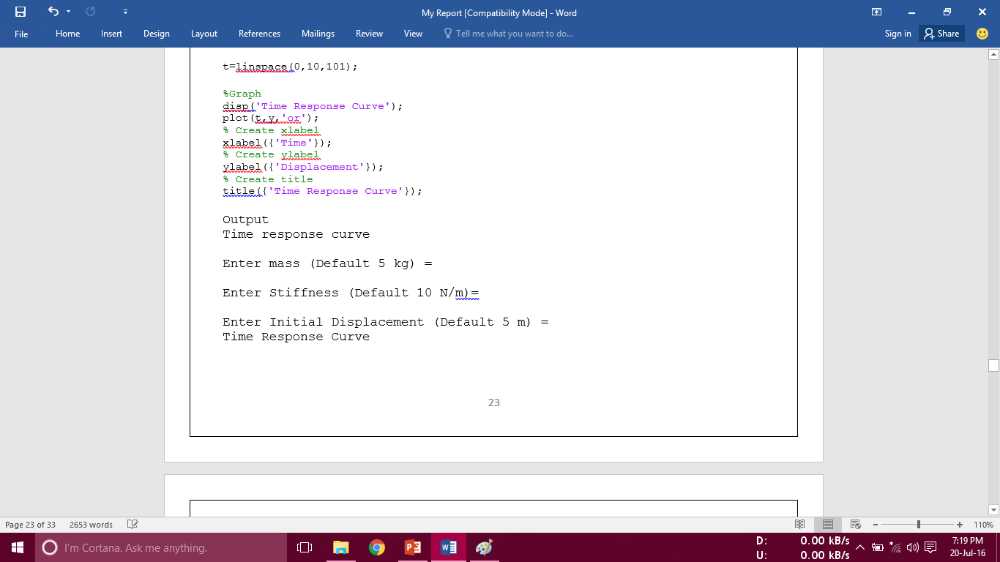 My Report [Compatibility Mode] - Word
File Home Insert Design Layout References Mailings Review View Tell me what you want to do... Sign in Share
t=linspace(0,10,101);
%Graph
disp('Time Response Curve');
plot(t,y,'or');
% Create xlabel
xlabel({'Time'});
% Create ylabel
ylabel({'Displacement'});
% Create title
title({'Time Response Curve'});
Output
Time response curve
Enter mass (Default 5 kg) =
Enter Stiffness (Default 10 N/m)=
Enter Initial Displacement (Default 5 m) =
Time Response Curve
23
Page 23 of 33 2653 words 110%
I'm Cortana. Ask me anything.
D: 0.00 kB/s
U: 0.00 kB/s
7:19 PM
20-Jul-16